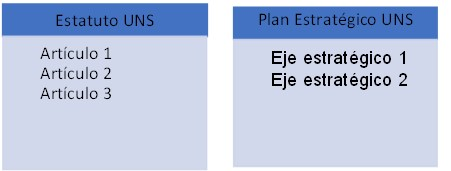 Estatuto UNS
Artículo 1
Artículo 2
Artículo 3
Plan Estratégico UNS
Eje estratégico 1
Eje estratégico 2